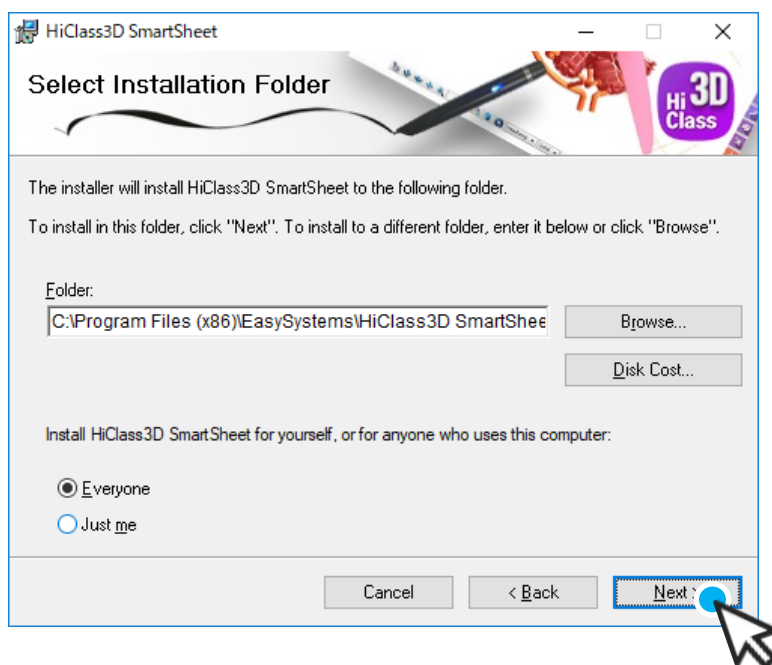 HiClass3D SmartSheet
Select Installation Folder
Hi 3D
Class
The installer will install HiClass3D SmartSheet to the following folder.
To install in this folder, click "Next". To install to a different folder, enter it below or click "Browse".
Folder:
C:\Program Files (x86)\EasySystems\HiClass3D SmartShee
Browse...
Disk Cost...
Install HiClass3D SmartSheet for yourself, or for anyone who uses this computer:
Everyone
Just me
Cancel
< Back
Next